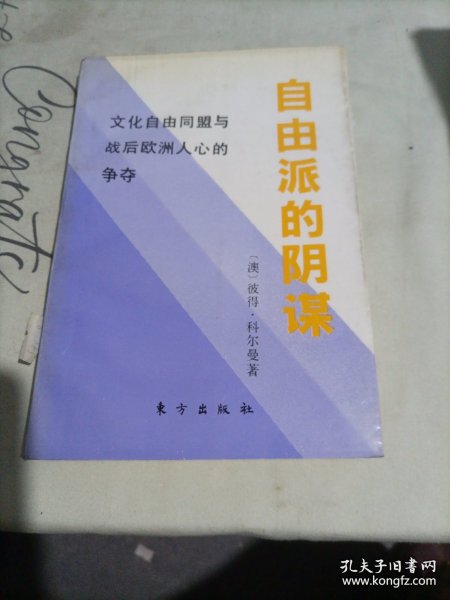 自由派的阴谋
文化自由同盟与
战后欧洲人心的
争夺
〔澳〕彼得·科尔曼著
东方出版社
Congrats
孔夫子旧书网
www.kongfz.com